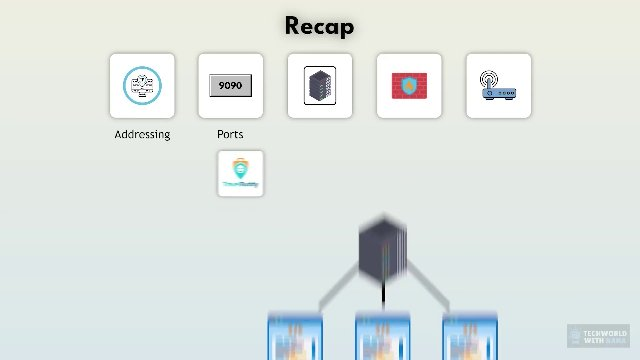 Recap
9090
Addressing
Ports
TECHWORLD
WITH NANA